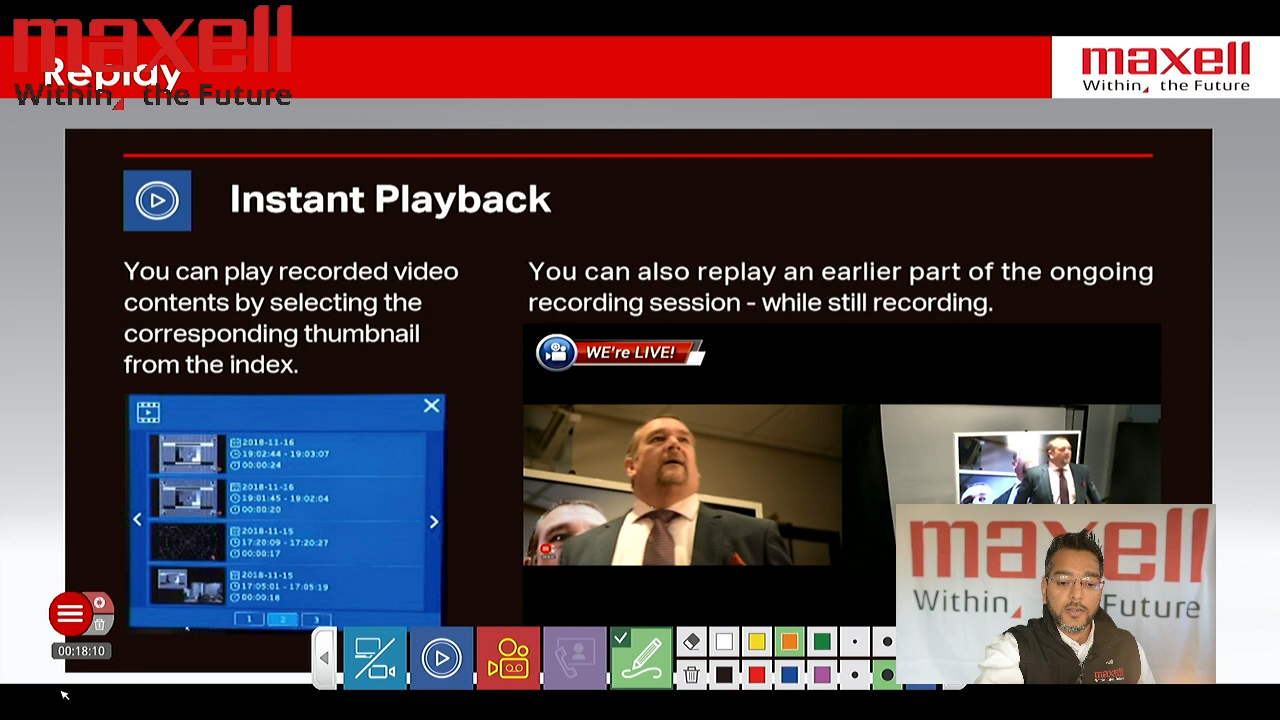 maxell
Within, the Future
Replay
maxell
Within, the Future
Instant Playback
You can play recorded video
contents by selecting the
corresponding thumbnail
from the index.
You can also replay an earlier part of the ongoing
recording session - while still recording.
WE're LIVE!
2018-11-16
19:02:44 - 19:03:07
00:00:24
2018-11-16
19:01:45 - 19:02:04
00:00:20
2018-11-15
17:20:09 - 17:20:27
00:00:17
2018-11-15
17:05:01 - 17:05:19
00:00:18
1 2 3
00:18:10
maxell
Within, the Future
maxell